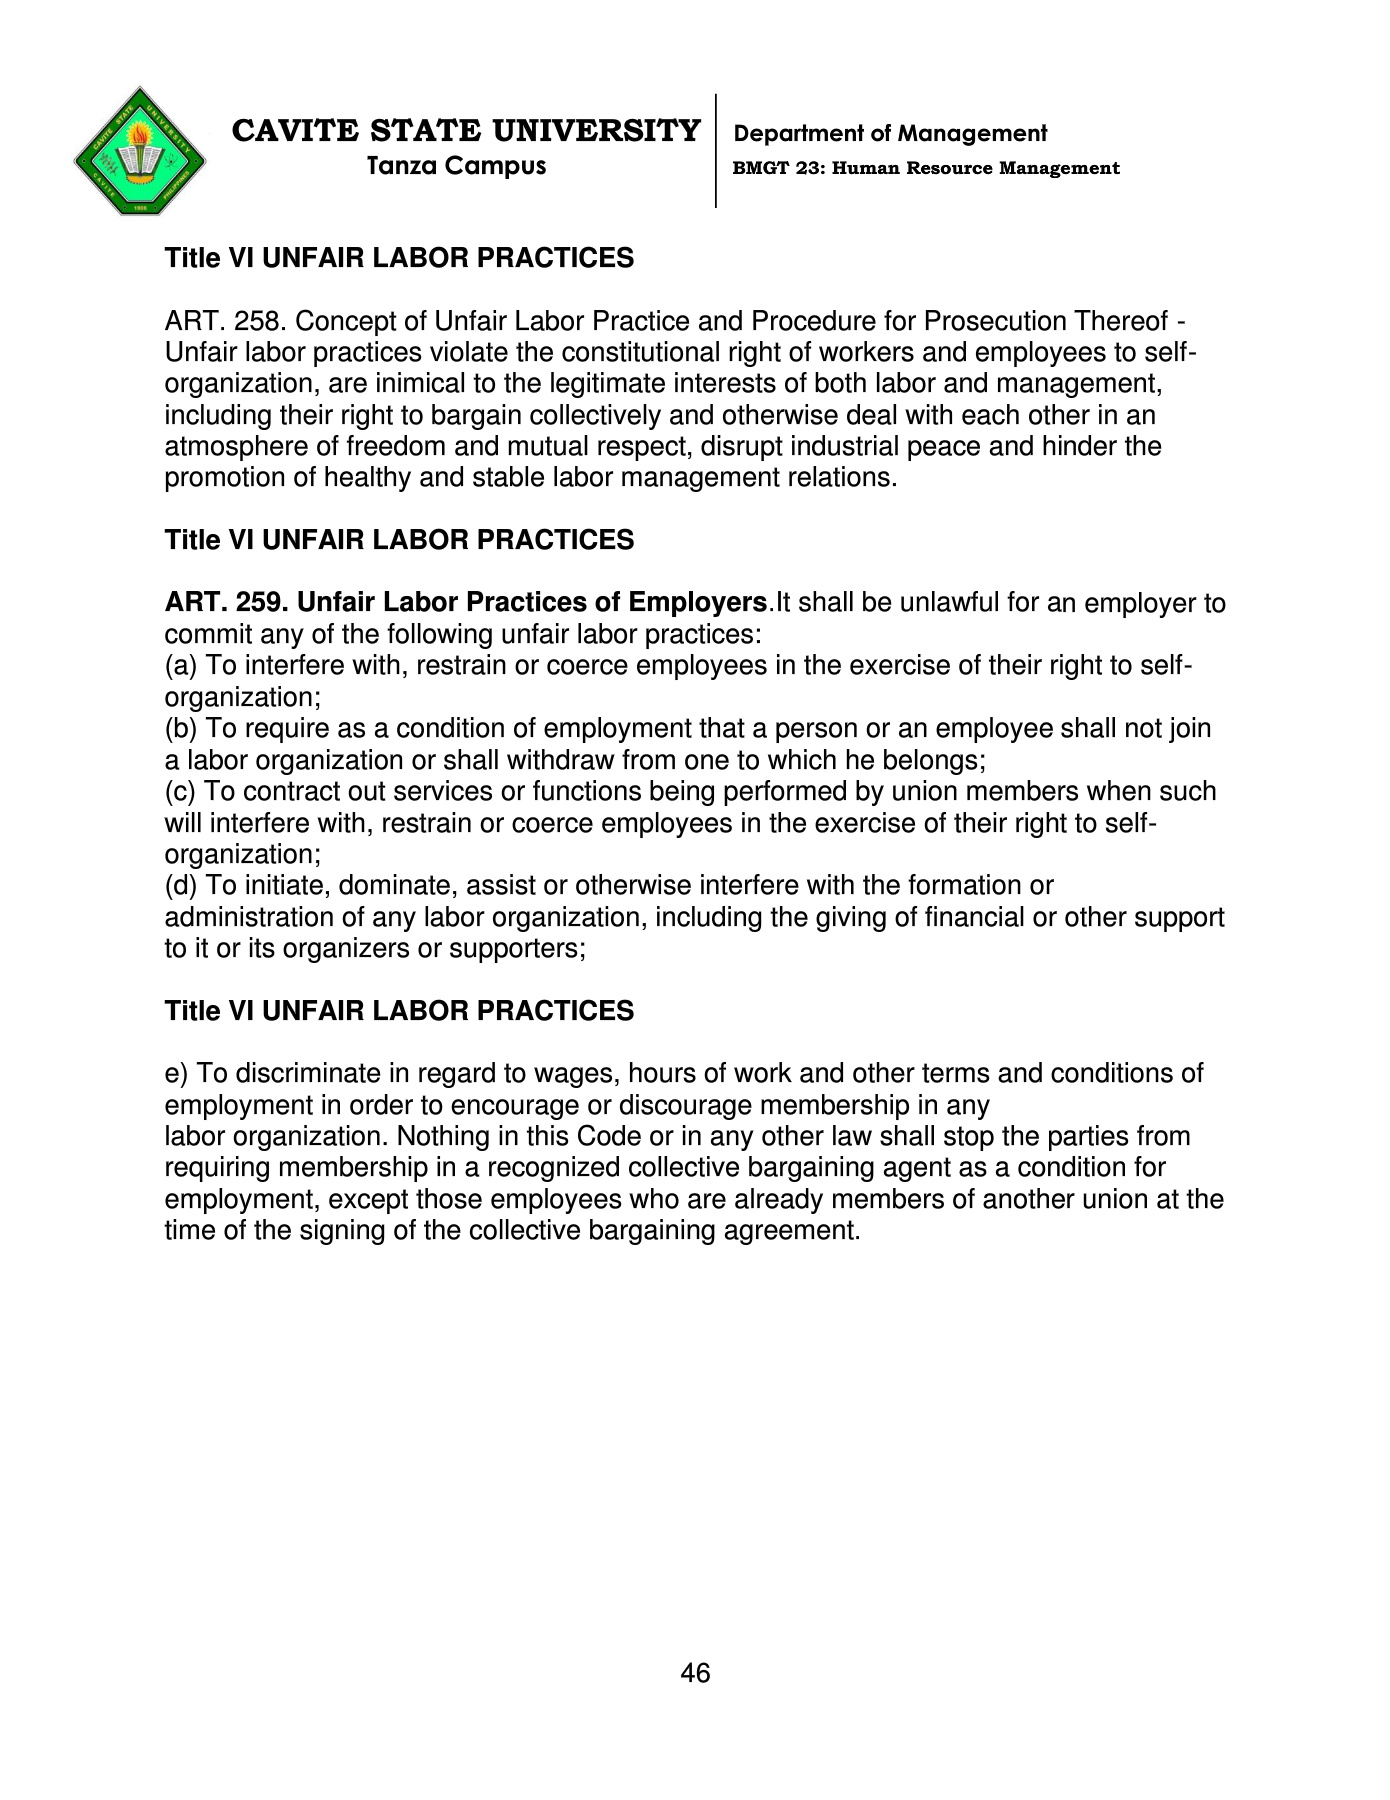 CAVITE STATE UNIVERSITY
Tanza Campus
Department of Management
BMGT 23: Human Resource Management
CAVITE STATE UNIVERSITY
CAVITE PHILIPPINES
1906
Title VI UNFAIR LABOR PRACTICES
ART. 258. Concept of Unfair Labor Practice and Procedure for Prosecution Thereof -
Unfair labor practices violate the constitutional right of workers and employees to self-
organization, are inimical to the legitimate interests of both labor and management,
including their right to bargain collectively and otherwise deal with each other in an
atmosphere of freedom and mutual respect, disrupt industrial peace and hinder the
promotion of healthy and stable labor management relations.
Title VI UNFAIR LABOR PRACTICES
ART. 259. Unfair Labor Practices of Employers.It shall be unlawful for an employer to
commit any of the following unfair labor practices:
(a) To interfere with, restrain or coerce employees in the exercise of their right to self-
organization;
(b) To require as a condition of employment that a person or an employee shall not join
a labor organization or shall withdraw from one to which he belongs;
(c) To contract out services or functions being performed by union members when such
will interfere with, restrain or coerce employees in the exercise of their right to self-
organization;
(d) To initiate, dominate, assist or otherwise interfere with the formation or
administration of any labor organization, including the giving of financial or other support
to it or its organizers or supporters;
Title VI UNFAIR LABOR PRACTICES
e) To discriminate in regard to wages, hours of work and other terms and conditions of
employment in order to encourage or discourage membership in any
labor organization. Nothing in this Code or in any other law shall stop the parties from
requiring membership in a recognized collective bargaining agent as a condition for
employment, except those employees who are already members of another union at the
time of the signing of the collective bargaining agreement.
46